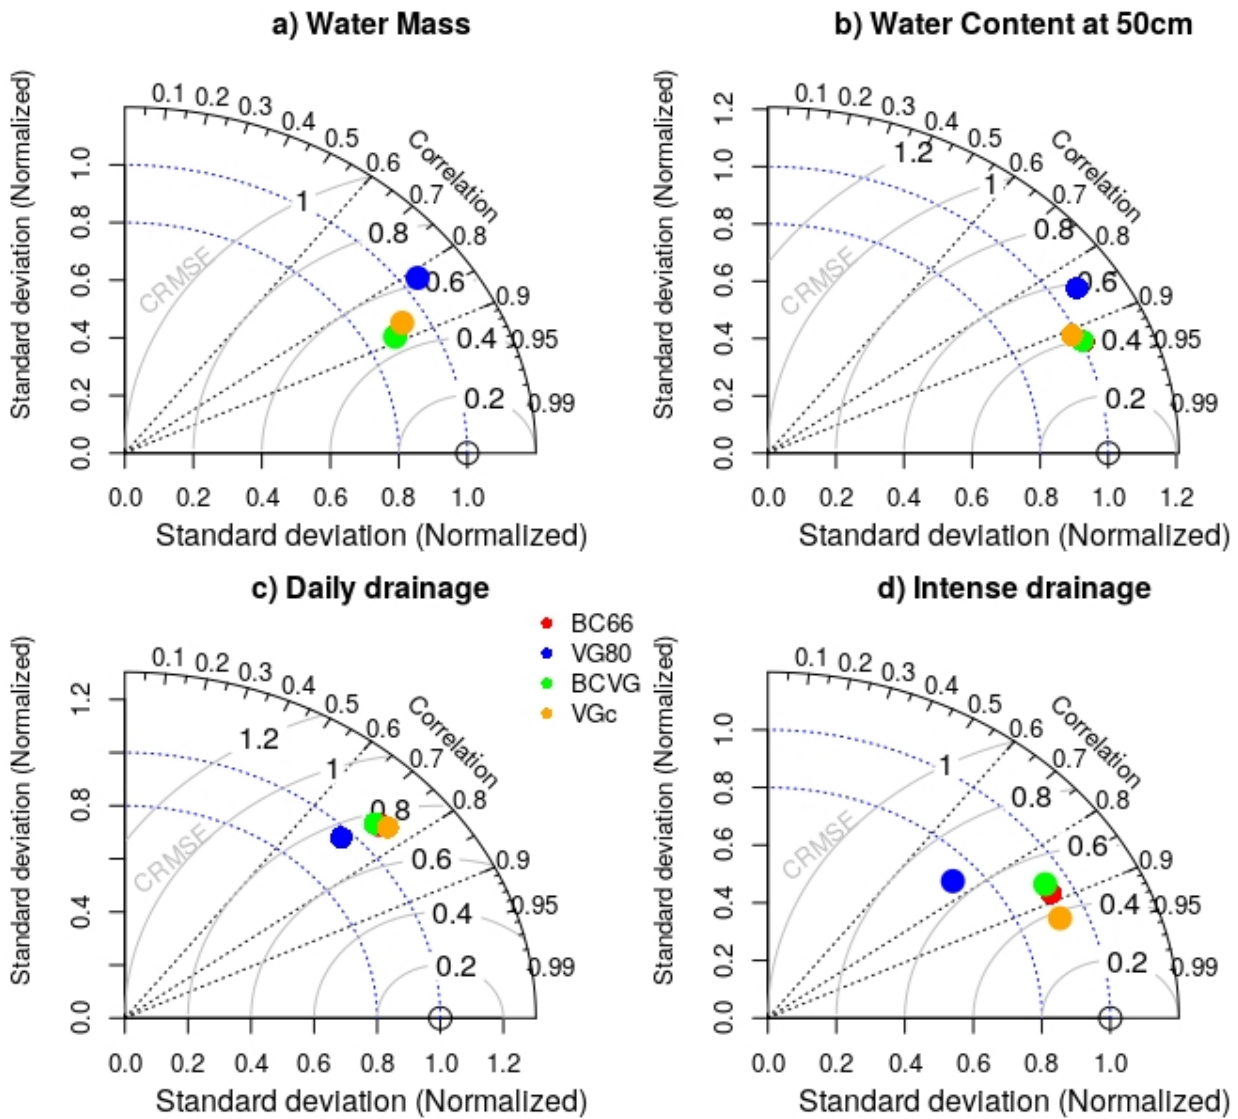 a) Water Mass
Standard deviation (Normalized)
0.0 0.2 0.4 0.6 0.8 1.0
0.1 0.2 0.3 0.4 0.5 0.6 0.7 0.8 0.9 0.95 0.99
Correlation
CRMSE
1 0.8 0.6 0.4 0.2
0.0 0.2 0.4 0.6 0.8 1.0
Standard deviation (Normalized)
b) Water Content at 50cm
Standard deviation (Normalized)
0.0 0.2 0.4 0.6 0.8 1.0 1.2
0.1 0.2 0.3 0.4 0.5 0.6 0.7 0.8 0.9 0.95 0.99
Correlation
CRMSE
1.2 1 0.8 0.6 0.4 0.2
0.0 0.2 0.4 0.6 0.8 1.0 1.2
Standard deviation (Normalized)
c) Daily drainage
BC66
VG80
BCVG
VGc
Standard deviation (Normalized)
0.0 0.4 0.8 1.2
0.1 0.2 0.3 0.4 0.5 0.6 0.7 0.8 0.9 0.95 0.99
Correlation
CRMSE
1.2 1 0.8 0.6 0.4 0.2
0.0 0.2 0.4 0.6 0.8 1.0 1.2
Standard deviation (Normalized)
d) Intense drainage
Standard deviation (Normalized)
0.0 0.2 0.4 0.6 0.8 1.0
0.1 0.2 0.3 0.4 0.5 0.6 0.7 0.8 0.9 0.95 0.99
Correlation
CRMSE
1 0.8 0.6 0.4 0.2
0.0 0.2 0.4 0.6 0.8 1.0
Standard deviation (Normalized)